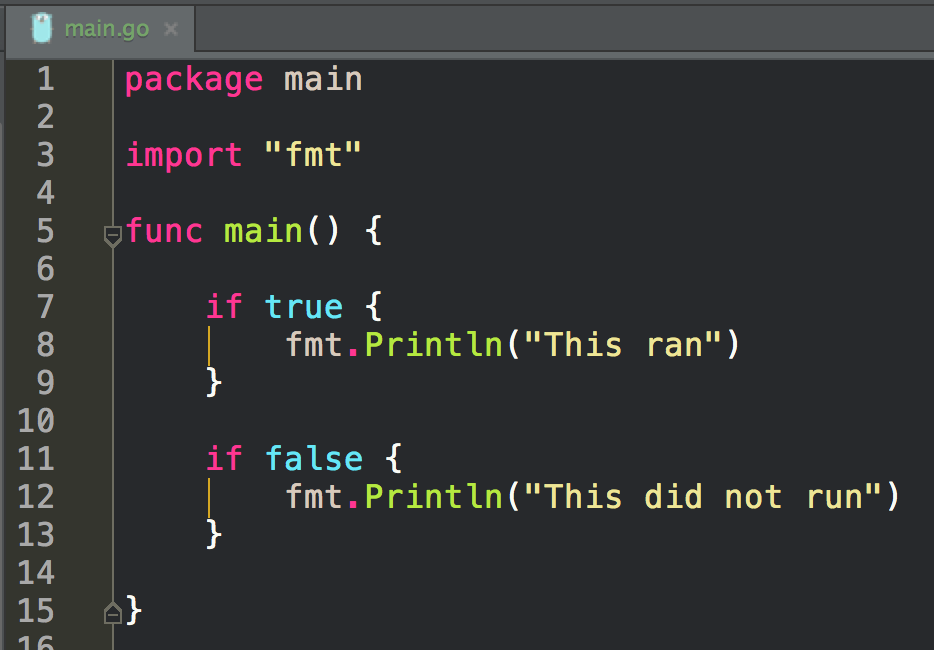 main.go ×
1 package main
2
3 import "fmt"
4
5 func main() {
6
7     if true {
8         fmt.Println("This ran")
9     }
10
11     if false {
12         fmt.Println("This did not run")
13     }
14
15 }
16